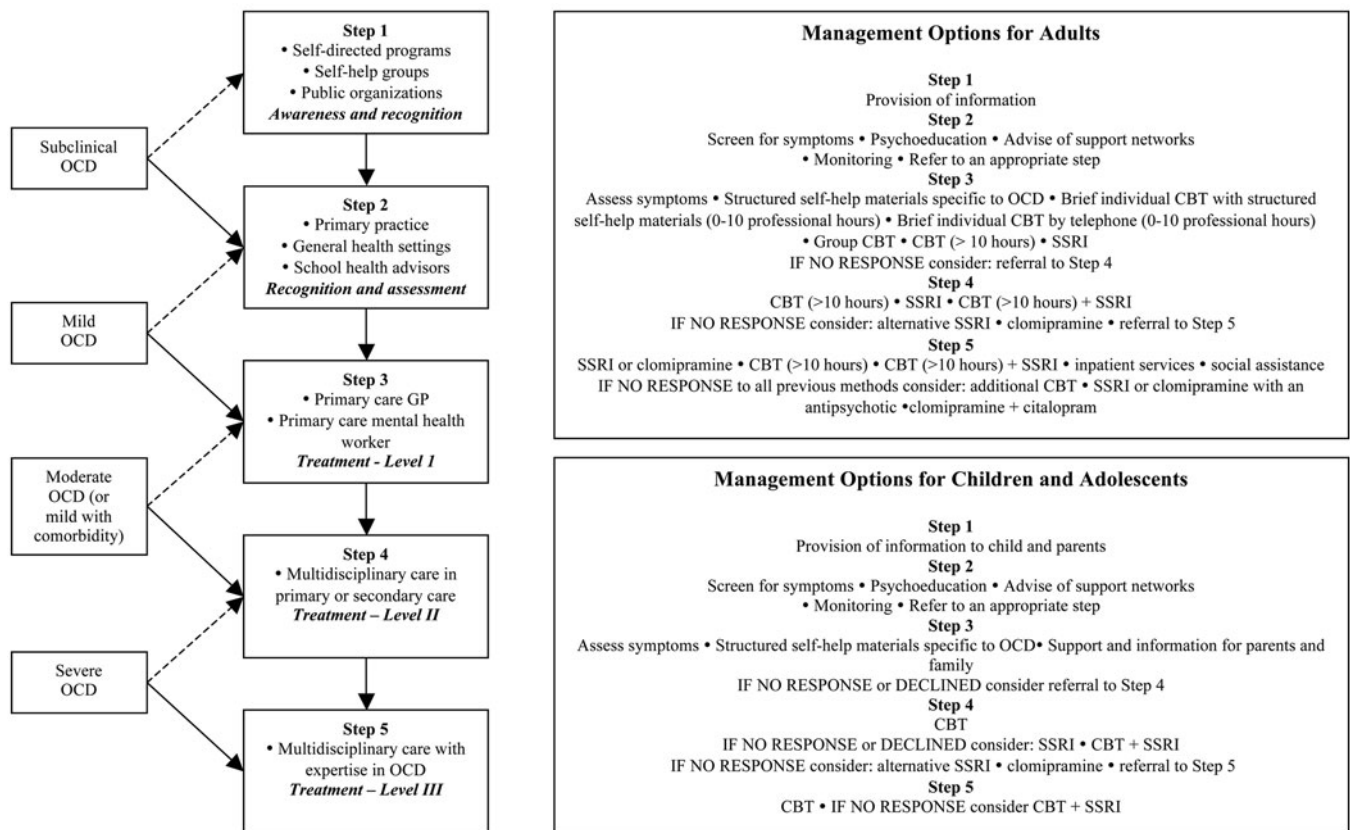 Step 1
• Self-directed programs
• Self-help groups
• Public organizations
Awareness and recognition
Subclinical
OCD
Step 2
• Primary practice
• General health settings
• School health advisors
Recognition and assessment
Mild
OCD
Step 3
• Primary care GP
• Primary care mental health
worker
Treatment - Level 1
Moderate
OCD (or
mild with
comorbidity)
Step 4
• Multidisciplinary care in
primary or secondary care
Treatment – Level II
Severe
OCD
Step 5
• Multidisciplinary care with
expertise in OCD
Treatment – Level III
Management Options for Adults
Step 1
Provision of information
Step 2
Screen for symptoms • Psychoeducation • Advise of support networks
• Monitoring • Refer to an appropriate step
Step 3
Assess symptoms • Structured self-help materials specific to OCD • Brief individual CBT with structured
self-help materials (0-10 professional hours) • Brief individual CBT by telephone (0-10 professional hours)
• Group CBT • CBT (> 10 hours) • SSRI
IF NO RESPONSE consider: referral to Step 4
Step 4
CBT (>10 hours) • SSRI • CBT (>10 hours) + SSRI
IF NO RESPONSE consider: alternative SSRI • clomipramine • referral to Step 5
Step 5
SSRI or clomipramine • CBT (>10 hours) • CBT (>10 hours) + SSRI • inpatient services • social assistance
IF NO RESPONSE to all previous methods consider: additional CBT • SSRI or clomipramine with an
antipsychotic •clomipramine + citalopram
Management Options for Children and Adolescents
Step 1
Provision of information to child and parents
Step 2
Screen for symptoms • Psychoeducation • Advise of support networks
• Monitoring • Refer to an appropriate step
Step 3
Assess symptoms • Structured self-help materials specific to OCD• Support and information for parents and
family
IF NO RESPONSE or DECLINED consider referral to Step 4
Step 4
CBT
IF NO RESPONSE or DECLINED consider: SSRI • CBT + SSRI
IF NO RESPONSE consider: alternative SSRI • clomipramine • referral to Step 5
Step 5
CBT • IF NO RESPONSE consider CBT + SSRI